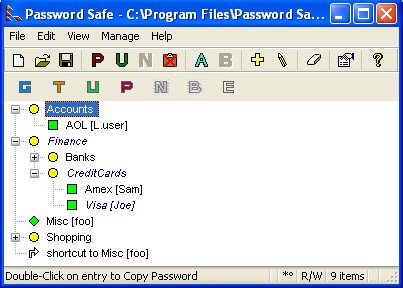 Password Safe - C:\Program Files\Password Sa...
File Edit View Manage Help
U P N A B ?
G T U P N B E
Accounts
AOL [L.user]
Finance
Banks
CreditCards
Amex [Sam]
Visa [Joe]
Misc [foo]
Shopping
shortcut to Misc [foo]
Double-Click on entry to Copy Password *° R/W 9 items